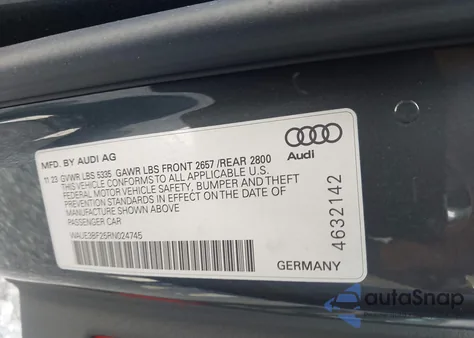 MFD. BY AUDI AG
11 23 GVWR LBS 5335 GAWR LBS FRONT 2657 /REAR 2800
THIS VEHICLE CONFORMS TO ALL APPLICABLE U.S.
FEDERAL MOTOR VEHICLE SAFETY, BUMPER AND THEFT
PREVENTION STANDARDS IN EFFECT ON THE DATE OF
MANUFACTURE SHOWN ABOVE.
PASSENGER CAR
WAUE3BF25RN024745
Audi
4632142
GERMANY
autoSnap